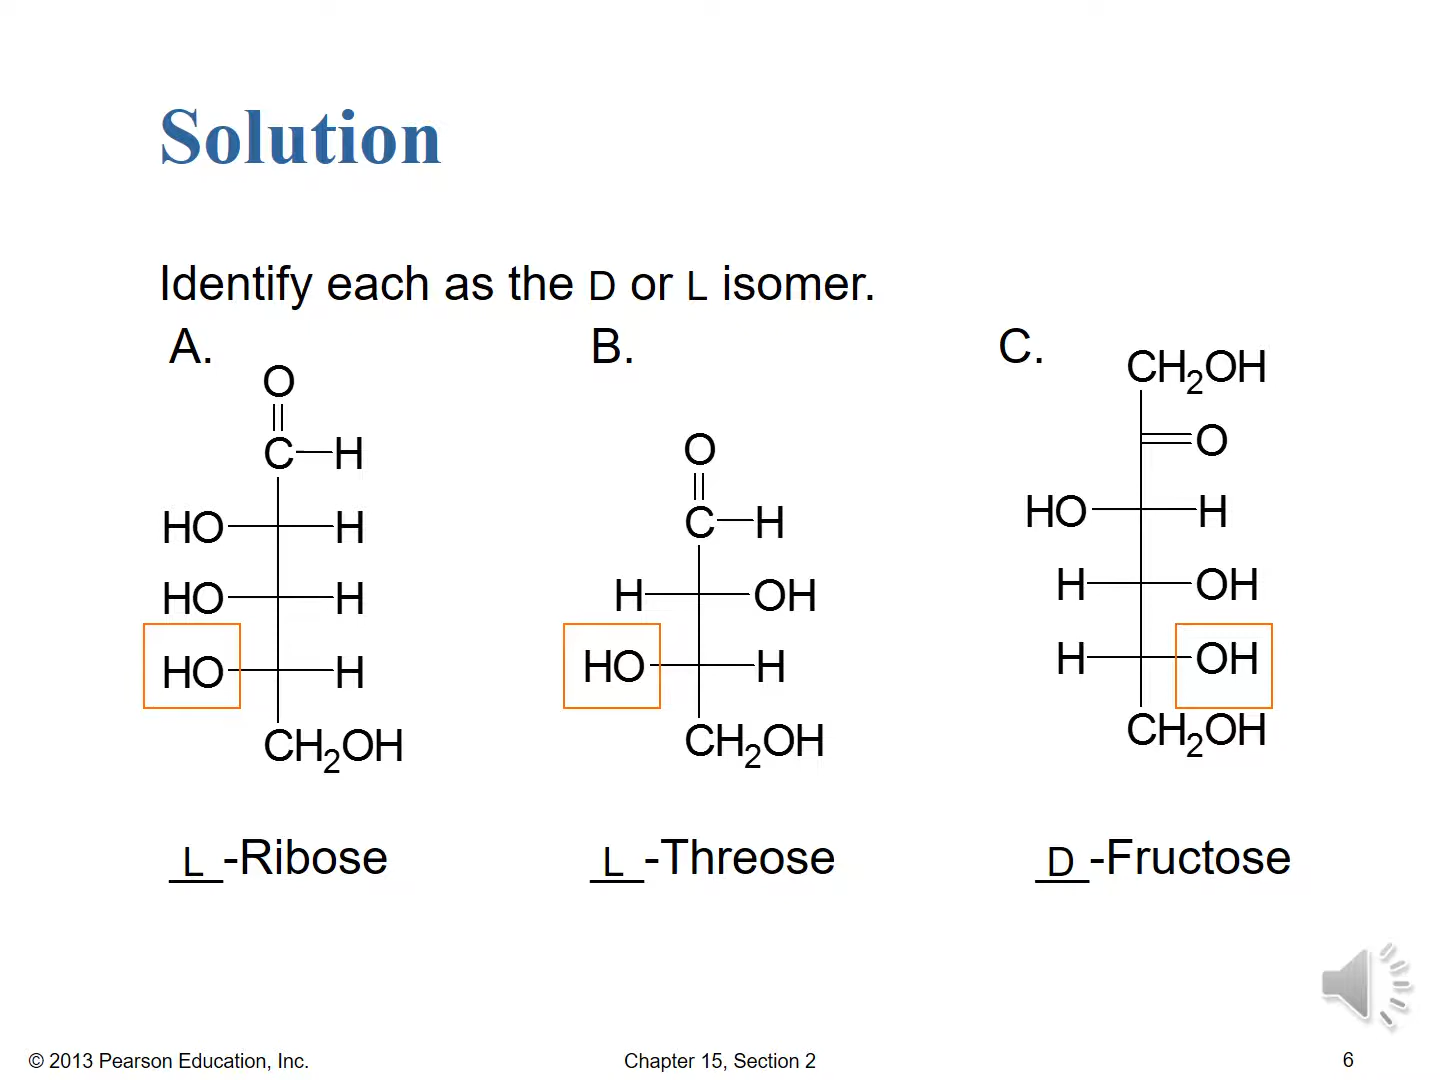 Solution
Identify each as the D or L isomer.
A. B. C.
O
C H
HO H
HO H
HO H
CH2OH
O
C H
H OH
HO H
CH2OH
CH2OH
O
HO H
H OH
H OH
CH2OH
L-Ribose L-Threose D-Fructose
© 2013 Pearson Education, Inc. Chapter 15, Section 2 6